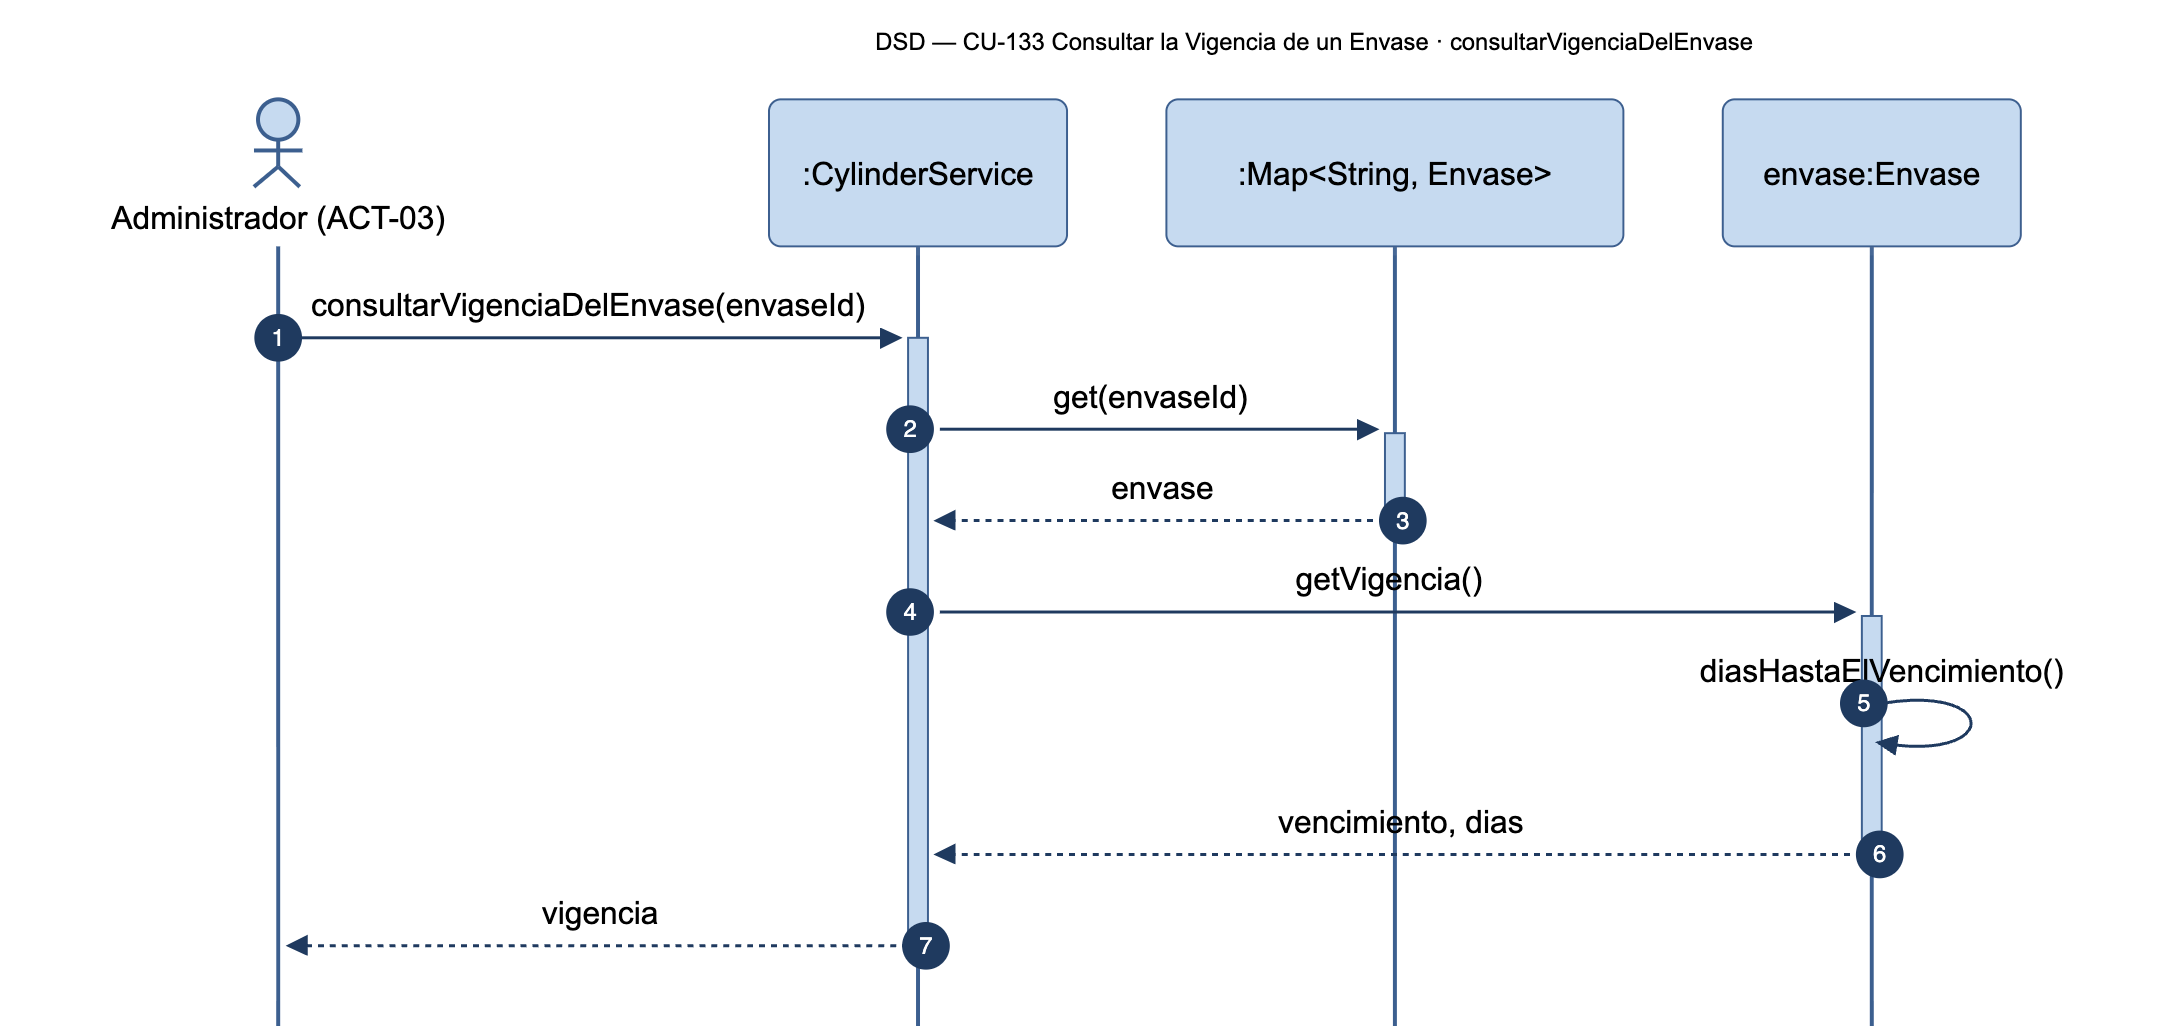 DSD — CU-133 Consultar la Vigencia de un Envase · consultarVigenciaDelEnvase
Administrador (ACT-03)
:CylinderService
:Map<String, Envase>
envase:Envase
consultarVigenciaDelEnvase(envaseId)
1
get(envaseId)
2
envase
3
getVigencia()
4
diasHastaElVencimiento()
5
vencimiento, dias
6
vigencia
7